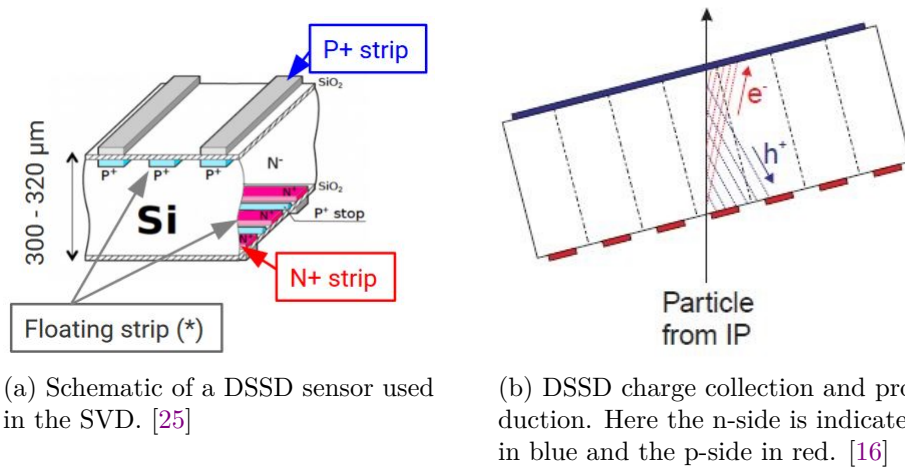 P+ strip
SiO₂
P⁺ P⁺ P⁺
N⁻
300 - 320 μm
Si
SiO₂
N⁺
N⁺
N⁺
P⁺ stop
N+ strip
Floating strip (*)
e⁻
h⁺
Particle
from IP
(a) Schematic of a DSSD sensor used
in the SVD. [25]
(b) DSSD charge collection and pro
duction. Here the n-side is indicate
in blue and the p-side in red. [16]